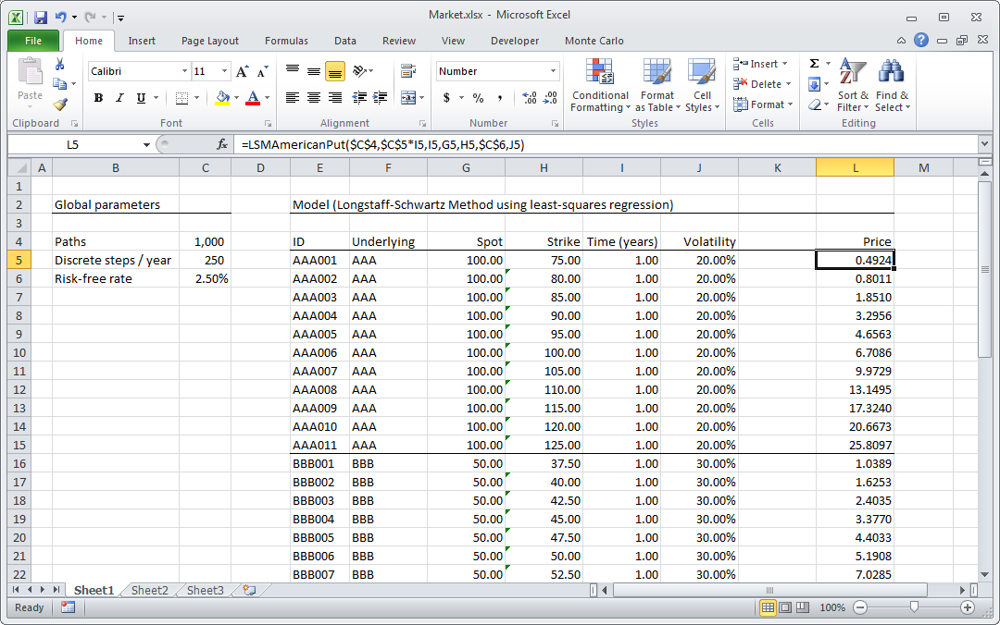 Market.xlsx - Microsoft Excel
File Home Insert Page Layout Formulas Data Review View Developer Monte Carlo
Paste Calibri 11 Number Conditional Formatting Format as Table Cell Styles Insert Delete Format Sort & Filter Find & Select
B I U $ % ,
Clipboard Font Alignment Number Styles Cells Editing
L5 fx =LSMAmericanPut($C$4,$C$5*I5,I5,G5,H5,$C$6,J5)
A B C D E F G H I J K L M
1
2 Global parameters Model (Longstaff-Schwartz Method using least-squares regression)
3
4 Paths 1,000 ID Underlying Spot Strike Time (years) Volatility Price
5 Discrete steps / year 250 AAA001 AAA 100.00 75.00 1.00 20.00% 0.4924
6 Risk-free rate 2.50% AAA002 AAA 100.00 80.00 1.00 20.00% 0.8011
7 AAA003 AAA 100.00 85.00 1.00 20.00% 1.8510
8 AAA004 AAA 100.00 90.00 1.00 20.00% 3.2956
9 AAA005 AAA 100.00 95.00 1.00 20.00% 4.6563
10 AAA006 AAA 100.00 100.00 1.00 20.00% 6.7086
11 AAA007 AAA 100.00 105.00 1.00 20.00% 9.9729
12 AAA008 AAA 100.00 110.00 1.00 20.00% 13.1495
13 AAA009 AAA 100.00 115.00 1.00 20.00% 17.3240
14 AAA010 AAA 100.00 120.00 1.00 20.00% 20.6673
15 AAA011 AAA 100.00 125.00 1.00 20.00% 25.8097
16 BBB001 BBB 50.00 37.50 1.00 30.00% 1.0389
17 BBB002 BBB 50.00 40.00 1.00 30.00% 1.6253
18 BBB003 BBB 50.00 42.50 1.00 30.00% 2.4035
19 BBB004 BBB 50.00 45.00 1.00 30.00% 3.3770
20 BBB005 BBB 50.00 47.50 1.00 30.00% 4.4033
21 BBB006 BBB 50.00 50.00 1.00 30.00% 5.1908
22 BBB007 BBB 50.00 52.50 1.00 30.00% 7.0285
Sheet1 Sheet2 Sheet3
Ready 100%